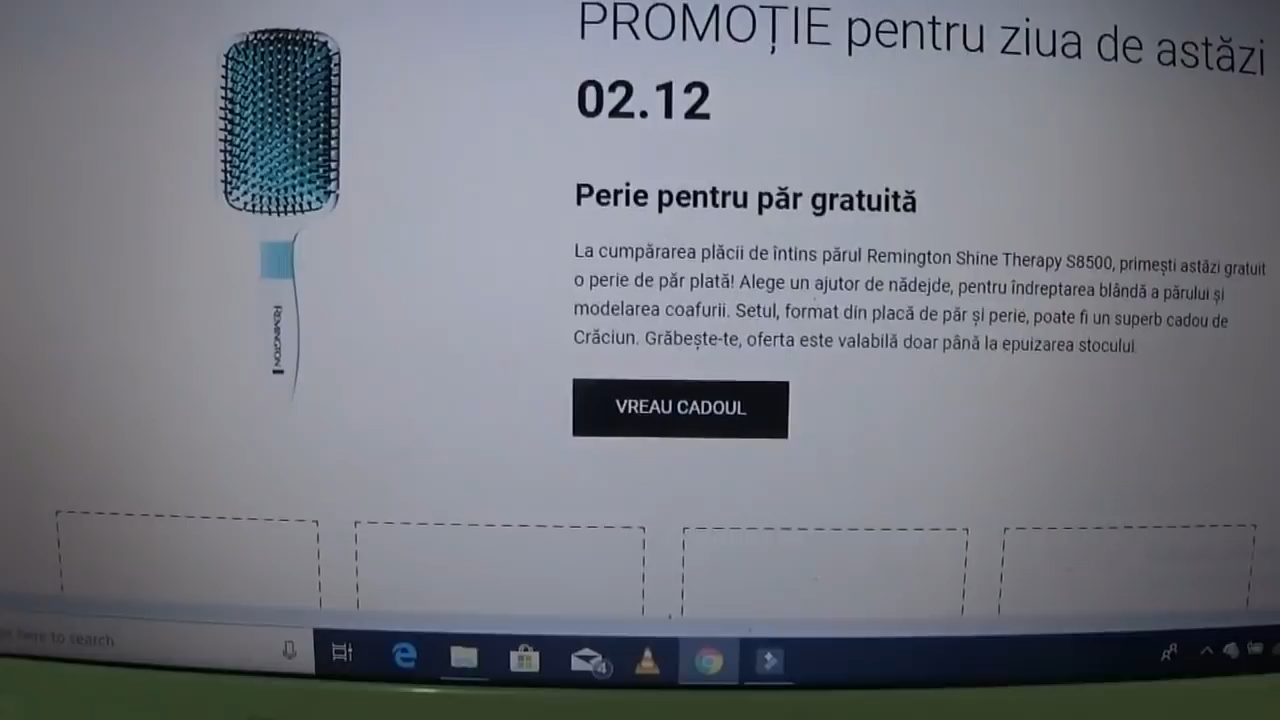 PROMOȚIE pentru ziua de astăzi
02.12
Perie pentru păr gratuită
La cumpărarea plăcii de întins părul Remington Shine Therapy S8500, primești astăzi gratuit
o perie de păr plată! Alege un ajutor de nădejde, pentru îndreptarea blândă a părului și
modelarea coafurii. Setul, format din placă de păr și perie, poate fi un superb cadou de
Crăciun. Grăbește-te, oferta este valabilă doar până la epuizarea stocului.
VREAU CADOUL
REMINGTON
here to search
4